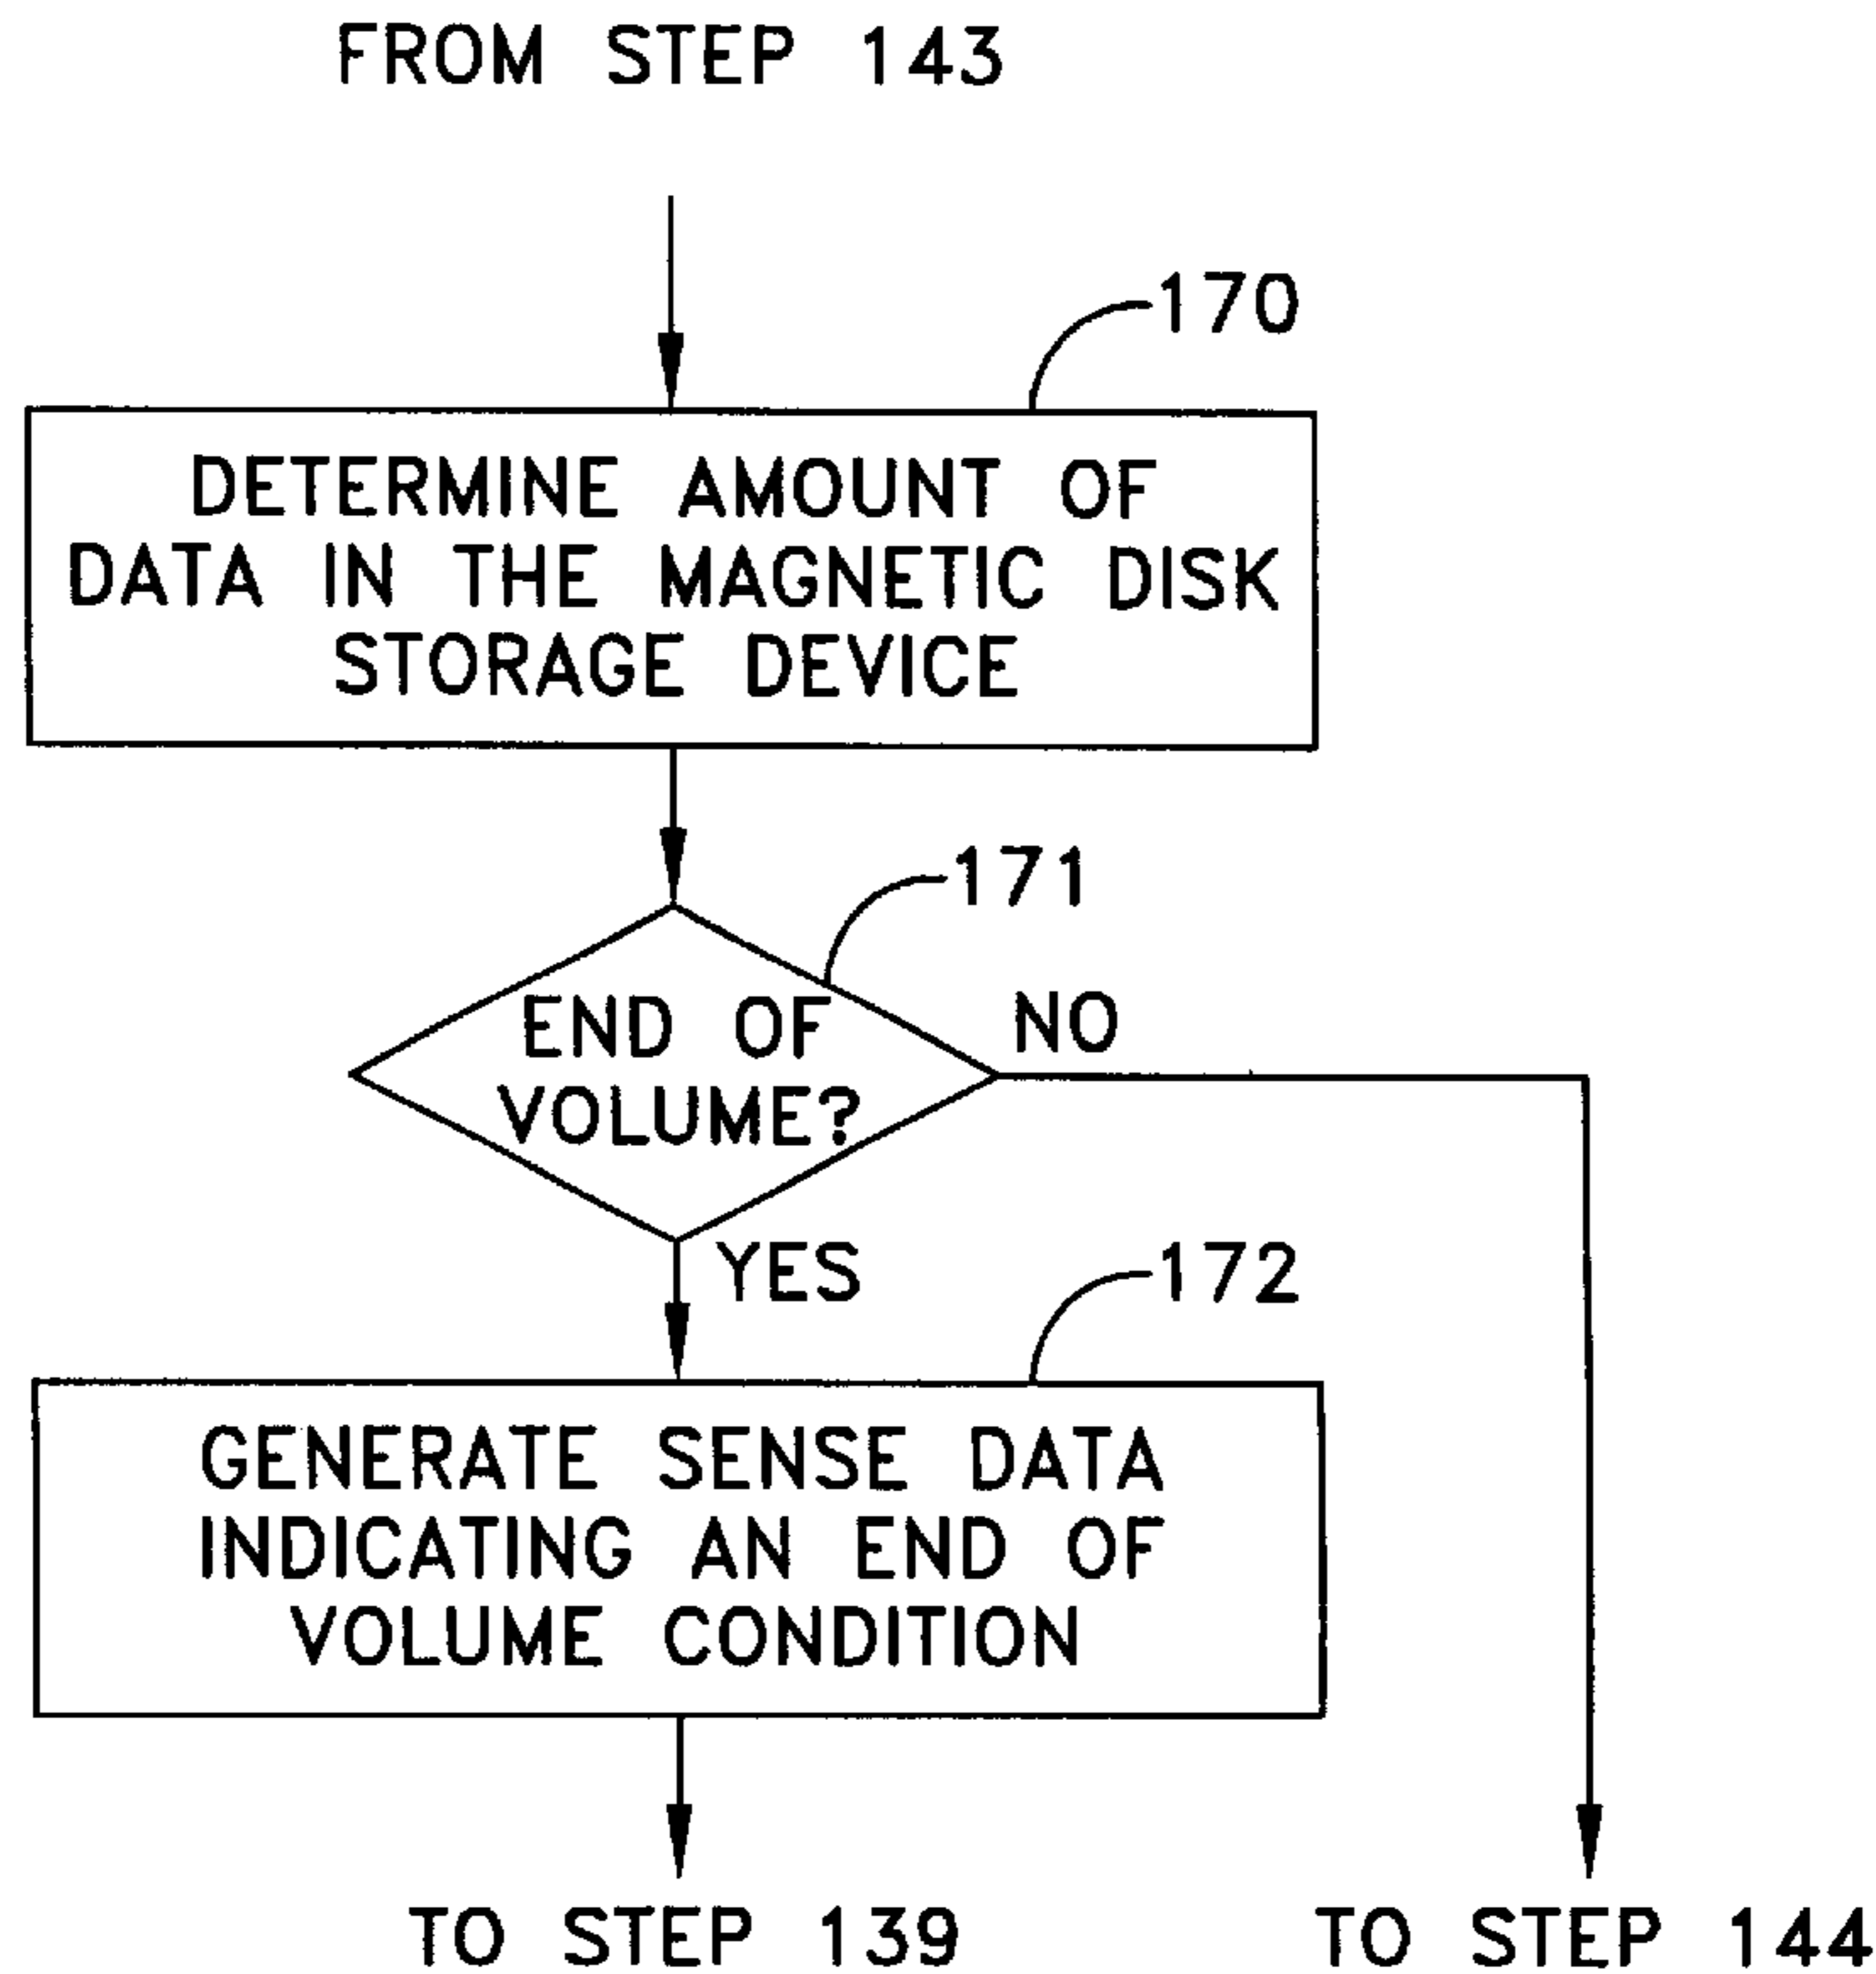 FROM STEP 143
170
DETERMINE AMOUNT OF
DATA IN THE MAGNETIC DISK
STORAGE DEVICE
171
END OF
VOLUME?
NO
YES
172
GENERATE SENSE DATA
INDICATING AN END OF
VOLUME CONDITION
TO STEP 139
TO STEP 144